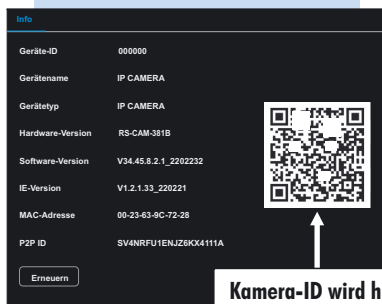 Info
Geräte-ID 000000
Gerätename IP CAMERA
Gerätetyp IP CAMERA
Hardware-Version RS-CAM-381B
Software-Version V34.45.8.2.1_2202232
IE-Version V1.2.1.33_220221
MAC-Adresse 00-23-63-9C-72-28
P2P ID SV4NRFU1ENJZ6KX4111A
Erneuern
Kamera-ID wird h